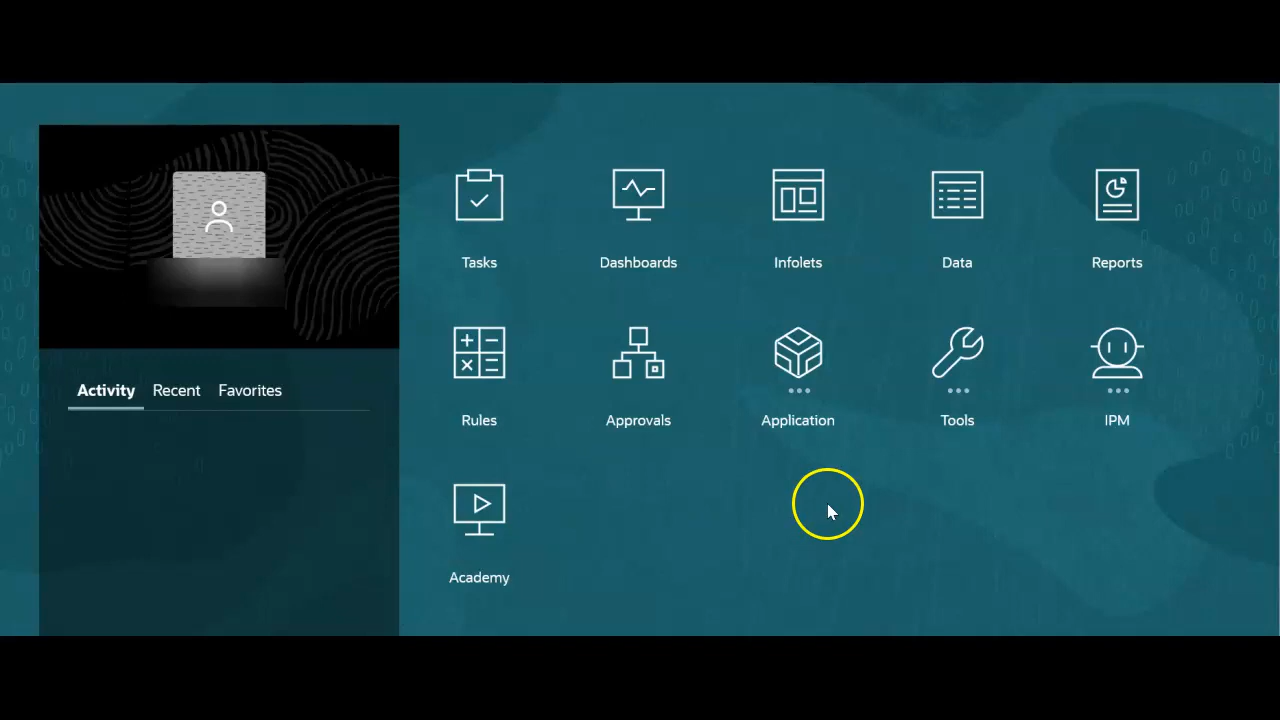 Tasks
Dashboards
Infolets
Data
Reports
Rules
Approvals
Application
Tools
IPM
Activity
Recent
Favorites
Academy